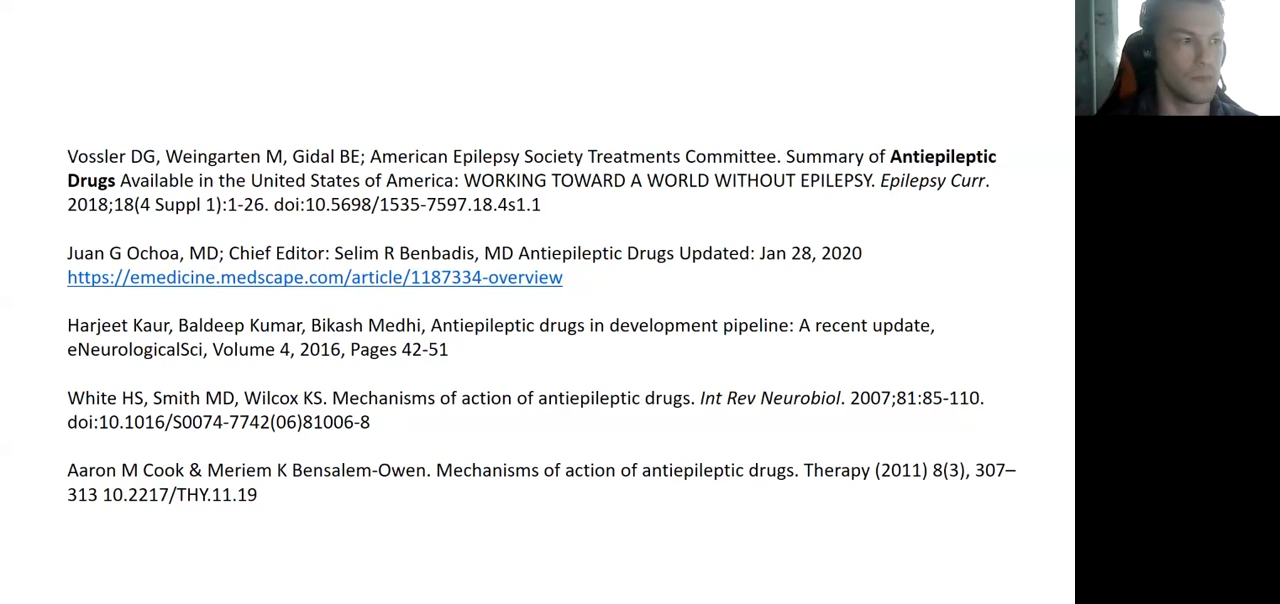 Vossler DG, Weingarten M, Gidal BE; American Epilepsy Society Treatments Committee. Summary of Antiepileptic
Drugs Available in the United States of America: WORKING TOWARD A WORLD WITHOUT EPILEPSY. Epilepsy Curr.
2018;18(4 Suppl 1):1-26. doi:10.5698/1535-7597.18.4s1.1
Juan G Ochoa, MD; Chief Editor: Selim R Benbadis, MD Antiepileptic Drugs Updated: Jan 28, 2020
https://emedicine.medscape.com/article/1187334-overview
Harjeet Kaur, Baldeep Kumar, Bikash Medhi, Antiepileptic drugs in development pipeline: A recent update,
eNeurologicalSci, Volume 4, 2016, Pages 42-51
White HS, Smith MD, Wilcox KS. Mechanisms of action of antiepileptic drugs. Int Rev Neurobiol. 2007;81:85-110.
doi:10.1016/S0074-7742(06)81006-8
Aaron M Cook & Meriem K Bensalem-Owen. Mechanisms of action of antiepileptic drugs. Therapy (2011) 8(3), 307–
313 10.2217/THY.11.19